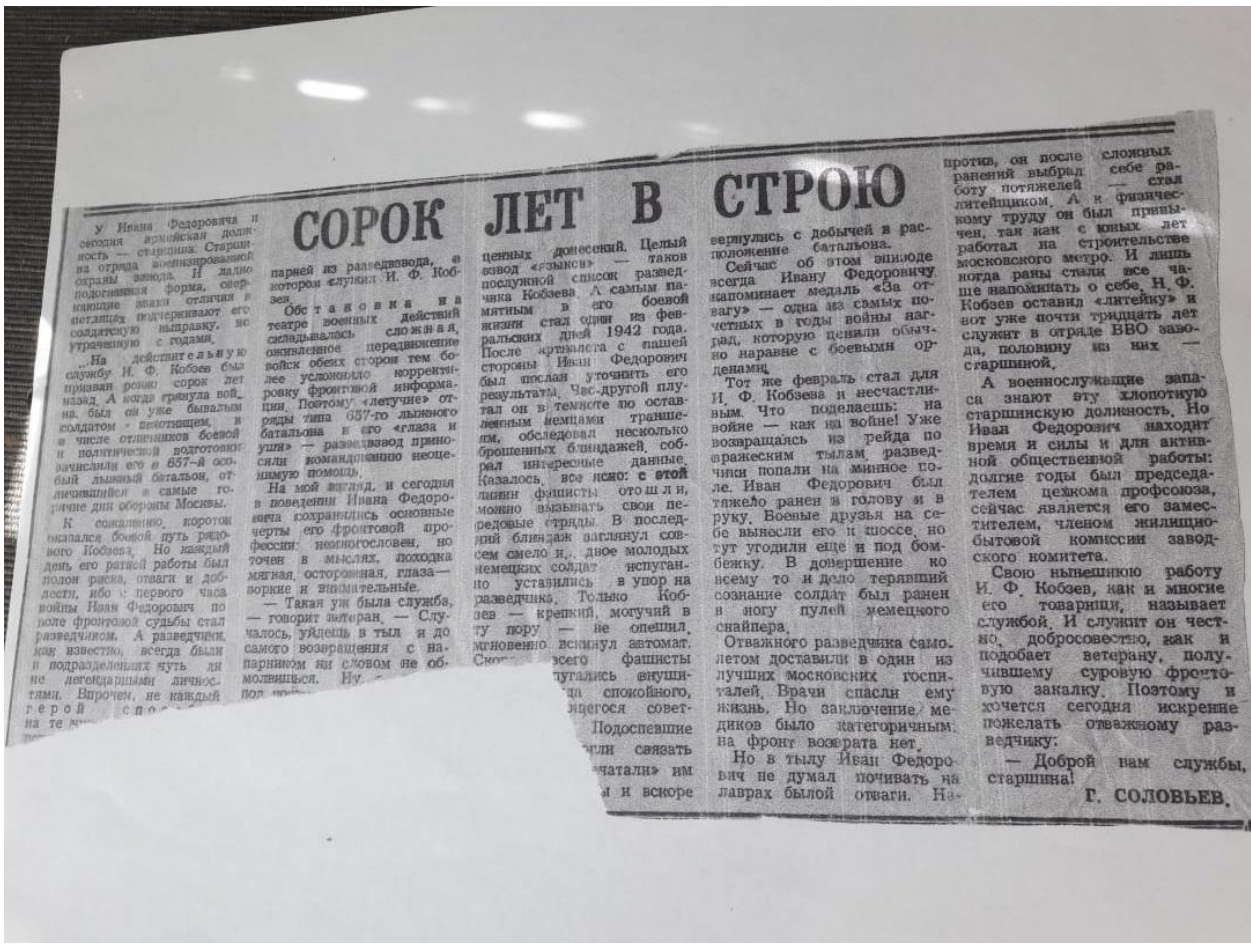 СОРОК ЛЕТ В СТРОЮ
У Ивана Федоровича и
сегодня армейская долж-
ность — старшина. Старши-
на отряда военизированной
охраны завода. И ладно
подогнанная форма, свер-
кающие знаки отличия в
петлицах подчеркивают его
солдатскую выправку, не
утраченную с годами.
...На действительную
службу И. Ф. Кобзев был
призван ровно сорок лет
назад. А когда грянула вой-
на, был он уже бывалым
солдатом - пехотинцем, и
в числе отличников боевой
и политической подготовки
зачислили его в 657-й осо-
бый лыжный батальон, от-
личившийся в самые го-
рячие дни обороны Москвы.
К сожалению, короток
оказался боевой путь рядо-
вого Кобзева. Но каждый
день его ратной работы был
полон риска, отваги и доб-
лести, ибо с первого часа
войны Иван Федорович по
воле фронтовой судьбы стал
разведчиком. А разведчики,
как известно, всегда были
в подразделениях чуть ли
не легендарными личнос-
тями. Впрочем, не каждый
герой
на
парней из разведвзвода, в
котором служил И. Ф. Коб-
зев.
Обстановка на
театре военных действий
складывалась сложная,
оживленное передвижение
войск обеих сторон тем бо-
лее усложняло корректи-
ровку фронтовой информа-
ции. Поэтому «летучие» от-
ряды типа 657-го лыжного
батальона и его «глаза и
уши» — разведвзвод прино-
сили командованию неоце-
нимую помощь.
На мой взгляд, и сегодня
в поведении Ивана Федоро-
вича сохранились основные
черты его фронтовой про-
фессии: немногословен, но
точен в мыслях, походка
мягкая, осторожная, глаза—
зоркие и внимательные.
— Такая уж была служба,
— говорит ветеран. — Слу-
чалось, уйдешь в тыл и до
самого возвращения с на-
парником ни словом не об-
молвишься. Ну
ценных донесений. Целый
взвод «языков» — таков
послужной список развед-
чика Кобзева. А самым па-
мятным в его боевой
жизни стал один из фев-
ральских дней 1942 года.
После артналета с нашей
стороны Иван Федорович
был послан уточнить его
результаты. Час-другой плу-
тал он в темноте по остав-
ленным немцами транше-
ям, обследовал несколько
брошенных блиндажей, соб-
рал интересные данные.
Казалось, все ясно: с этой
линии фашисты отошли,
можно вызывать свои пе-
редовые отряды. В послед-
ний блиндаж заглянул сов-
сем смело и... двое молодых
немецких солдат испуган-
но уставились в упор на
разведчика. Только Коб-
зев — крепкий, могучий в
ту пору — не опешил,
мгновенно вскинул автомат.
всего фашисты
пугались внуши-
спокойного,
щегося совет-
Подоспевшие
связать
чатали» им
и вскоре
вернулись с добычей в рас-
положение батальона.
Сейчас об этом эпизоде
всегда Ивану Федоровичу
напоминает медаль «За от-
вагу» — одна из самых по-
четных в годы войны наг-
рад, которую ценили обыч-
но наравне с боевыми ор-
денами.
Тот же февраль стал для
И. Ф. Кобзева и несчастли-
вым. Что поделаешь: на
войне — как на войне! Уже
возвращаясь из рейда по
вражеским тылам, развед-
чики попали на минное по-
ле. Иван Федорович был
тяжело ранен в голову и в
руку. Боевые друзья на се-
бе вынесли его к шоссе, но
тут угодили еще и под бом-
бежку. В довершение ко
всему то и дело терявший
сознание солдат был ранен
в ногу пулей немецкого
снайпера.
Отважного разведчика само-
летом доставили в один из
лучших московских госпи-
талей. Врачи спасли ему
жизнь. Но заключение ме-
диков было категоричным:
на фронт возврата нет.
Но в тылу Иван Федоро
вич не думал почивать на
лаврах былой отваги. На-
против, он после сложных
ранений выбрал себе ра-
боту потяжелей — стал
литейщиком. А к физичес-
кому труду он был привы-
чен, так как с юных лет
работал на строительстве
московского метро. И лишь
когда раны стали все ча-
ше напоминать о себе, Н. Ф.
Кобзев оставил «литейку» и
вот уже почти тридцать лет
служит в отряде ВВО заво-
да, половину из них —
старшиной.
А военнослужащие запа-
са знают эту хлопотную
старшинскую должность. Но
Иван Федорович находит
время и силы и для актив-
ной общественной работы:
долгие годы был председа-
телем цехкома профсоюза,
сейчас является его замес-
тителем, членом жилищно-
бытовой комиссии завод-
ского комитета.
Свою нынешнюю работу
И. Ф. Кобзев, как и многие
его товарищи, называет
службой. И служит он чест-
но, добросовестно, как и
подобает ветерану, полу-
чившему суровую фронто-
вую закалку. Поэтому и
хочется сегодня искренне
пожелать отважному раз-
ведчику:
— Доброй вам службы,
старшина!
Г. СОЛОВЬЕВ.